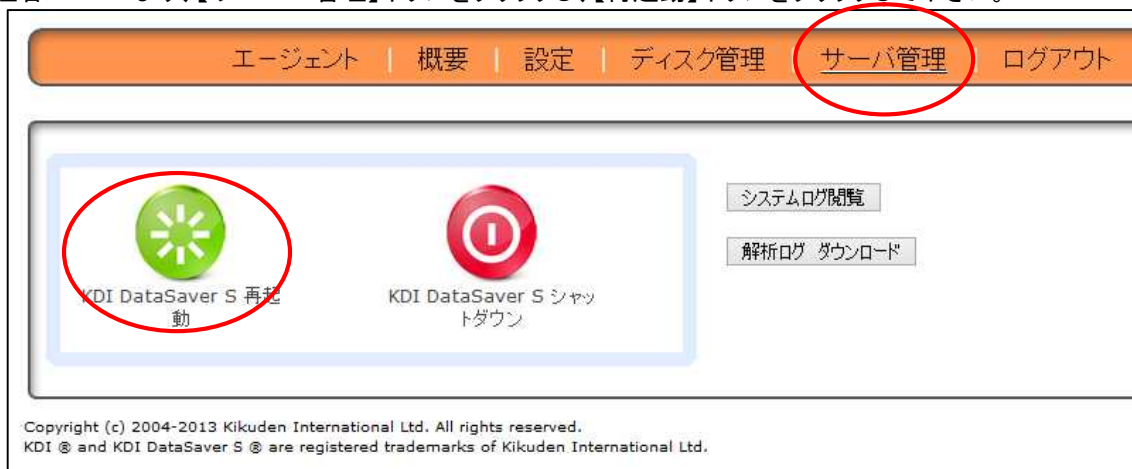 エージェント | 概要 | 設定 | ディスク管理 | サーバ管理 | ログアウト
システムログ閲覧
解析ログ ダウンロード
KDI DataSaver S 再起
動
KDI DataSaver S シャッ
トダウン
Copyright (c) 2004-2013 Kikuden International Ltd. All rights reserved.
KDI ® and KDI DataSaver S ® are registered trademarks of Kikuden International Ltd.